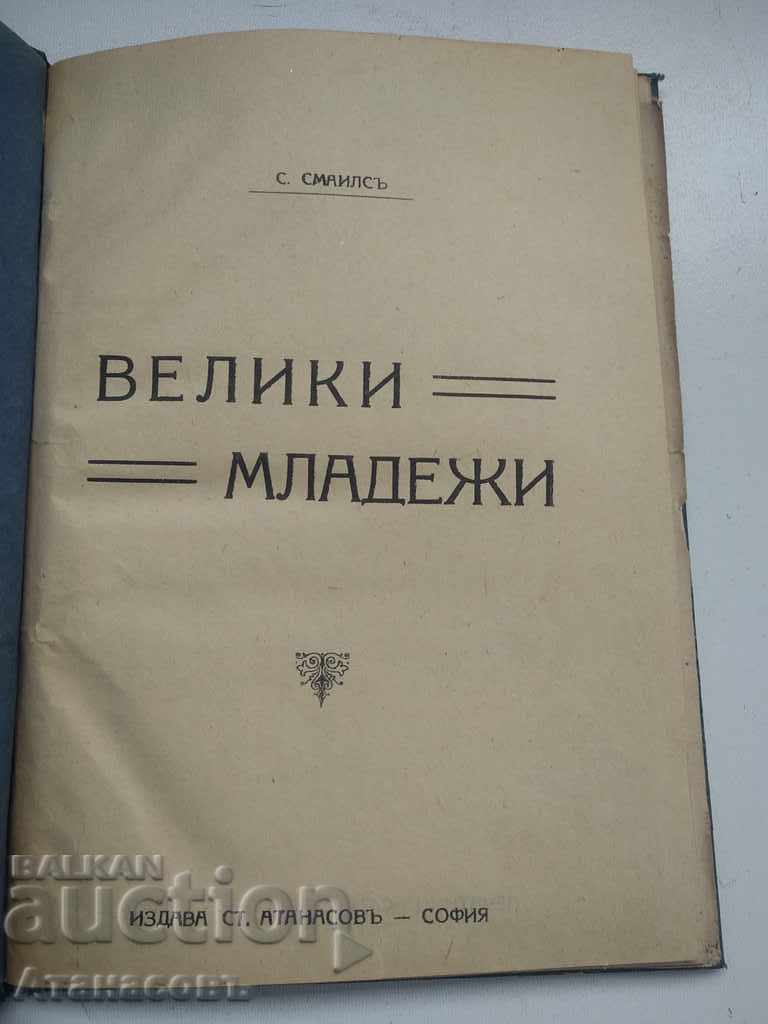 С. СМАИЛСЪ
ВЕЛИКИ
МЛАДЕЖИ
ИЗДАВА СТ. АТАНАСОВЪ — СОФИЯ
BALKAN
auction
Атанасовъ